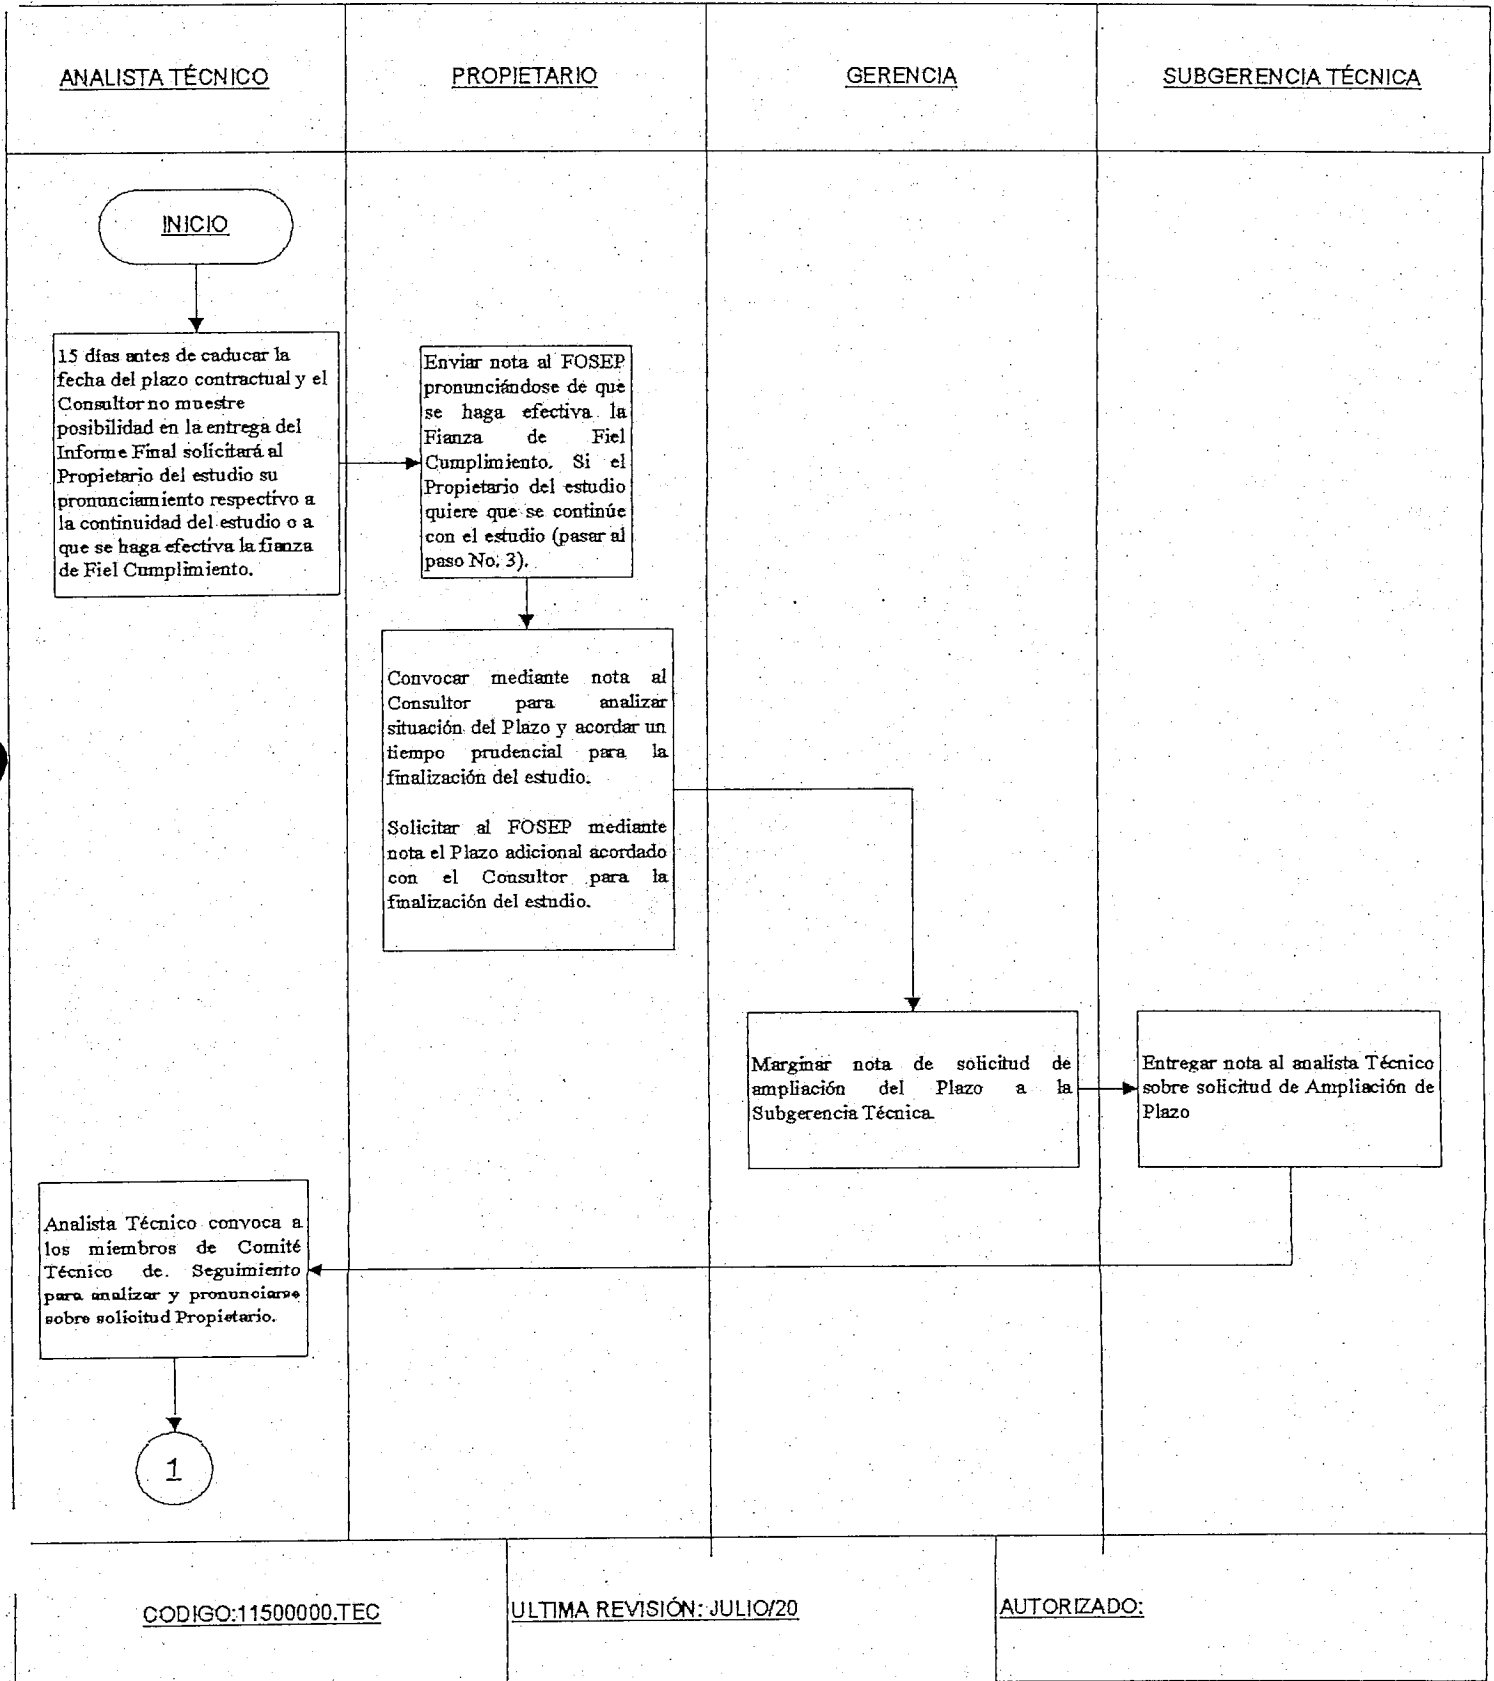 ANALISTA TÉCNICO
PROPIETARIO
GERENCIA
SUBGERENCIA TÉCNICA
INICIO
15 días antes de caducar la
fecha del plazo contractual y el
Consultor no muestre
posibilidad en la entrega del
Informe Final solicitará al
Propietario del estudio su
pronunciamiento respectivo a
la continuidad del estudio o a
que se haga efectiva la fianza
de Fiel Cumplimiento.
Enviar nota al FOSEP
pronunciándose de que
se haga efectiva la
Fianza de Fiel
Cumplimiento. Si el
Propietario del estudio
quiere que se continúe
con el estudio (pasar al
paso No. 3).
Convocar mediante nota al
Consultor para analizar
situación del Plazo y acordar un
tiempo prudencial para la
finalización del estudio.
Solicitar al FOSEP mediante
nota el Plazo adicional acordado
con el Consultor para la
finalización del estudio.
Marginar nota de solicitud de
ampliación del Plazo a la
Subgerencia Técnica
Entregar nota al analista Técnico
sobre solicitud de Ampliación de
Plazo
Analista Técnico convoca a
los miembros de Comité
Técnico de. Seguimiento
para analizar y pronunciarse
sobre solicitud Propietario.
1
CODIGO:11500000.TEC
ULTIMA REVISIÓN: JULIO/20
AUTORIZADO: